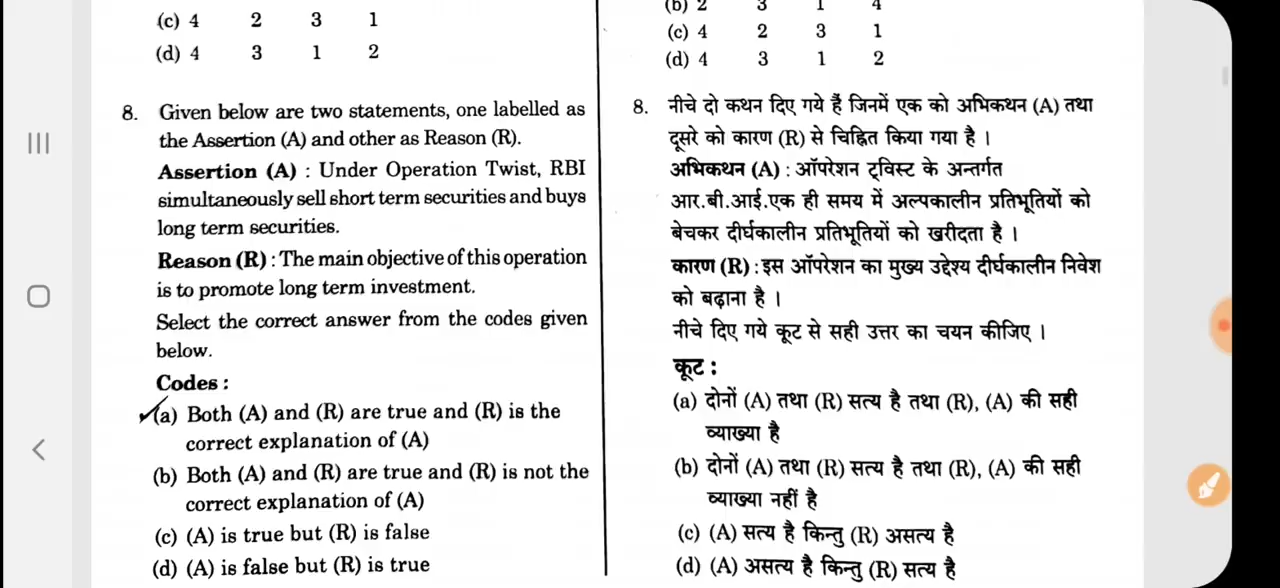 (c) 4 2 3 1
(d) 4 3 1 2
8. Given below are two statements, one labelled as
the Assertion (A) and other as Reason (R).
Assertion (A) : Under Operation Twist, RBI
simultaneously sell short term securities and buys
long term securities.
Reason (R) : The main objective of this operation
is to promote long term investment.
Select the correct answer from the codes given
below.
Codes :
(a) Both (A) and (R) are true and (R) is the
correct explanation of (A)
(b) Both (A) and (R) are true and (R) is not the
correct explanation of (A)
(c) (A) is true but (R) is false
(d) (A) is false but (R) is true
(b) 2 3 1 4
(c) 4 2 3 1
(d) 4 3 1 2
8. नीचे दो कथन दिए गये हैं जिनमें एक को अभिकथन (A) तथा
दूसरे को कारण (R) से चिह्नित किया गया है ।
अभिकथन (A) : ऑपरेशन ट्विस्ट के अन्तर्गत
आर.बी.आई.एक ही समय में अल्पकालीन प्रतिभूतियों को
बेचकर दीर्घकालीन प्रतिभूतियों को खरीदता है ।
कारण (R) : इस ऑपरेशन का मुख्य उद्देश्य दीर्घकालीन निवेश
को बढ़ाना है ।
नीचे दिए गये कूट से सही उत्तर का चयन कीजिए ।
कूट :
(a) दोनों (A) तथा (R) सत्य है तथा (R), (A) की सही
व्याख्या है
(b) दोनों (A) तथा (R) सत्य है तथा (R), (A) की सही
व्याख्या नहीं है
(c) (A) सत्य है किन्तु (R) असत्य है
(d) (A) असत्य है किन्तु (R) सत्य है